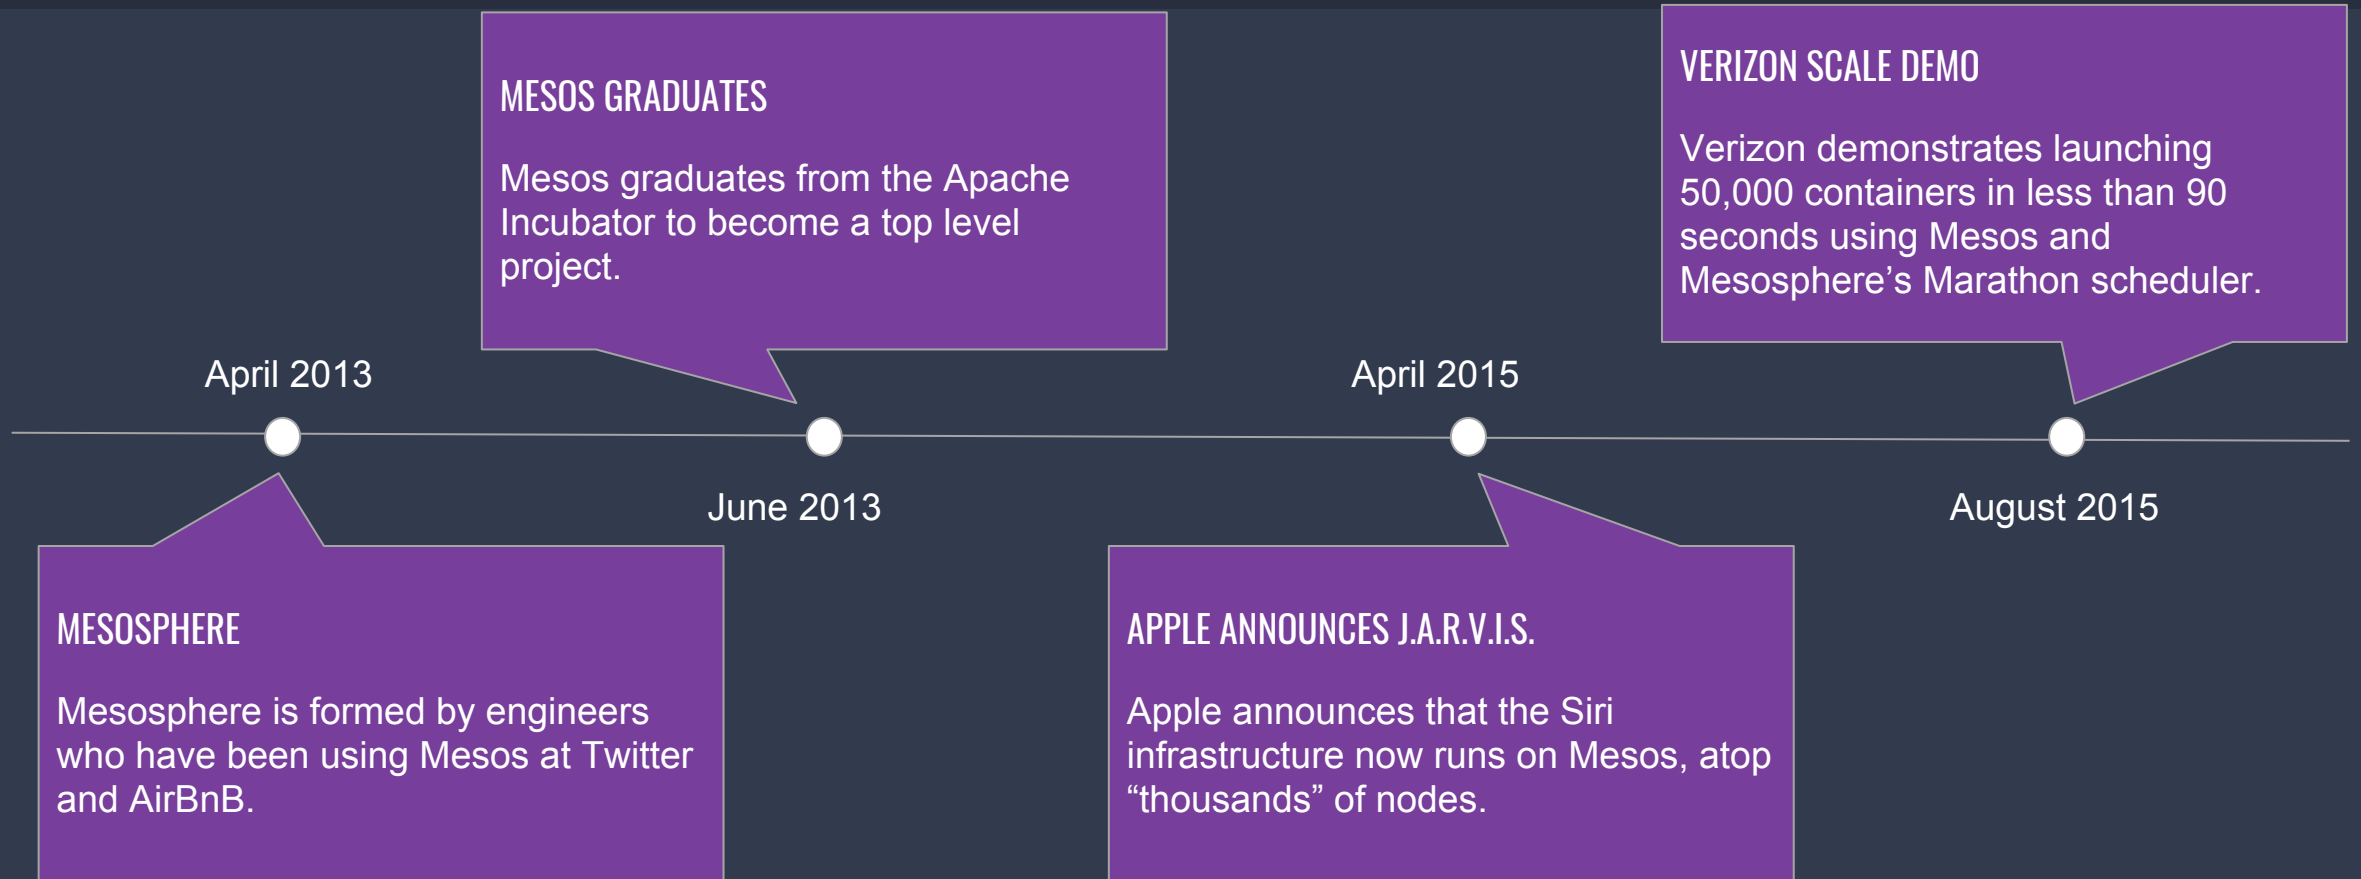 MESOS GRADUATES
Mesos graduates from the Apache
Incubator to become a top level
project.
VERIZON SCALE DEMO
Verizon demonstrates launching
50,000 containers in less than 90
seconds using Mesos and
Mesosphere’s Marathon scheduler.
April 2013
April 2015
June 2013
August 2015
MESOSPHERE
Mesosphere is formed by engineers
who have been using Mesos at Twitter
and AirBnB.
APPLE ANNOUNCES J.A.R.V.I.S.
Apple announces that the Siri
infrastructure now runs on Mesos, atop
“thousands” of nodes.